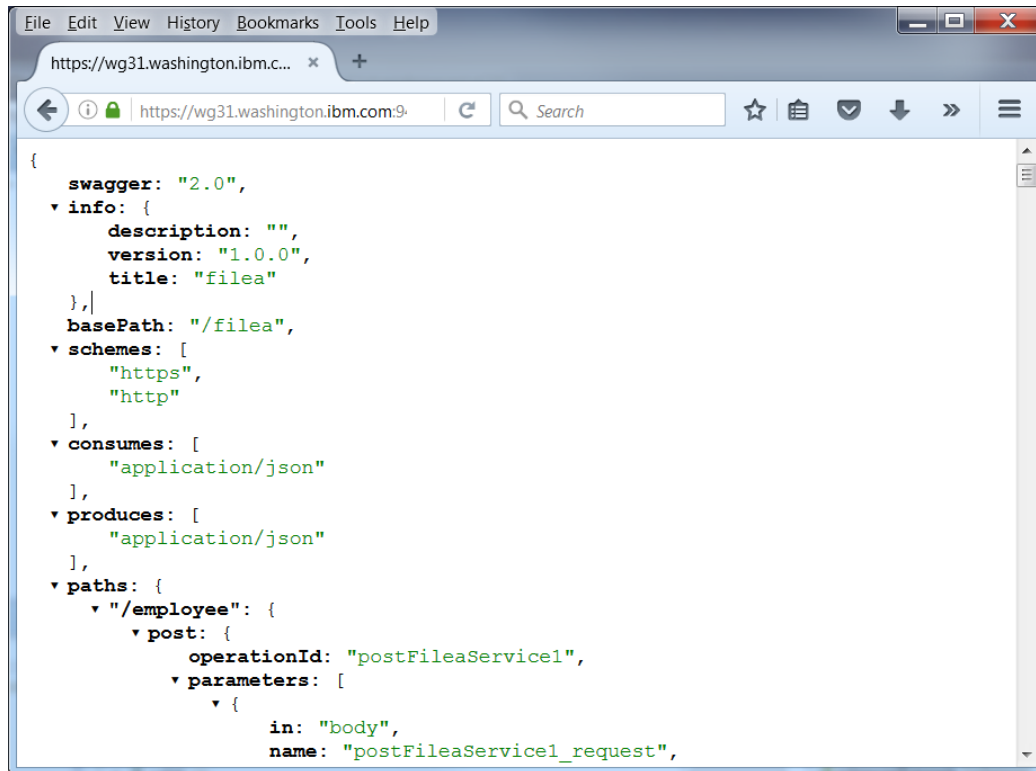 File Edit View History Bookmarks Tools Help
https://wg31.washington.ibm.c... × +
https://wg31.washington.ibm.com:9 Search
{
swagger: "2.0",
▾ info: {
description: "",
version: "1.0.0",
title: "filea"
},
basePath: "/filea",
▾ schemes: [
"https",
"http"
],
▾ consumes: [
"application/json"
],
▾ produces: [
"application/json"
],
▾ paths: {
▾ "/employee": {
▾ post: {
operationId: "postFileaService1",
▾ parameters: [
▾ {
in: "body",
name: "postFileaService1_request",